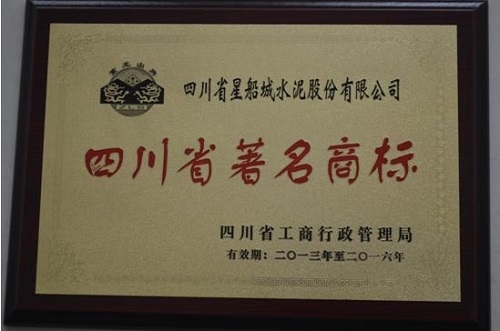 四川省星船城水泥股份有限公司
四川省著名商标
四川省工商行政管理局
有效期：二〇一三年至二〇一六年